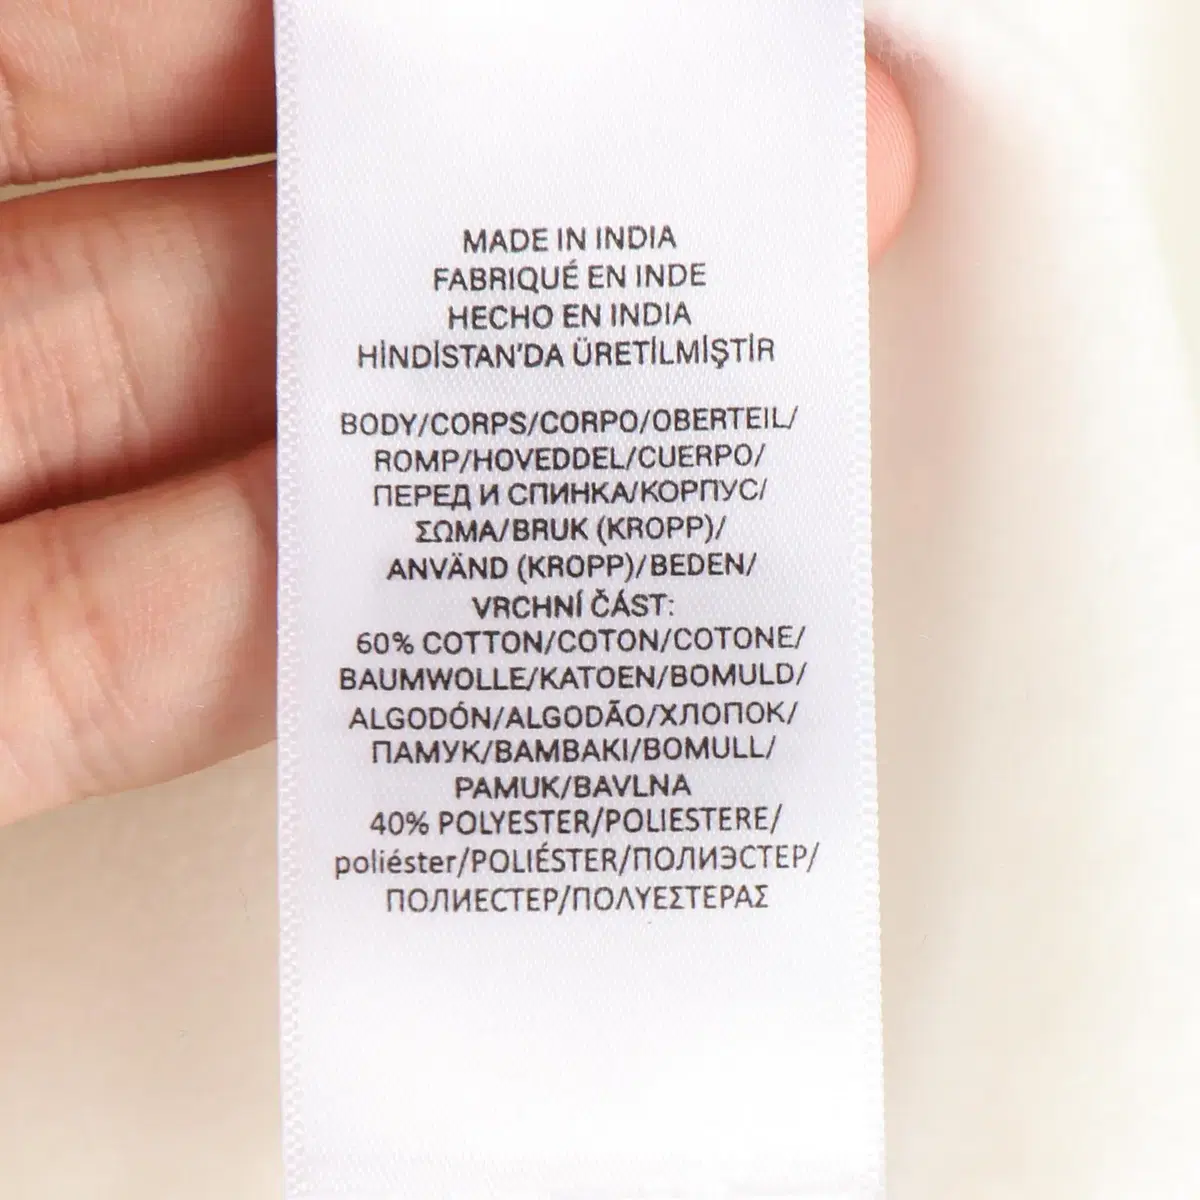 MADE IN INDIA
FABRIQUÉ EN INDE
HECHO EN INDIA
HİNDİSTAN'DA ÜRETİLMİŞTİR
BODY/CORPS/CORPO/OBERTEIL/
ROMP/HOVEDDEL/CUERPO/
ПЕРЕД И СПИНКА/КОРПУС/
ΣΩΜΑ/BRUK (KROPP)/
ANVÄND (KROPP)/BEDEN/
VRCHNÍ ČÁST:
60% COTTON/COTON/COTONE/
BAUMWOLLE/KATOEN/BOMULD/
ALGODÓN/ALGODÃO/ХЛОПОК/
ПАМУК/BAMBAKI/BOMULL/
PAMUK/BAVLNA
40% POLYESTER/POLIESTERE/
poliéster/POLIÉSTER/ПОЛИЭСТЕР/
ПОЛИЕСТЕР/ΠΟΛΥΕΣΤΕΡΑΣ